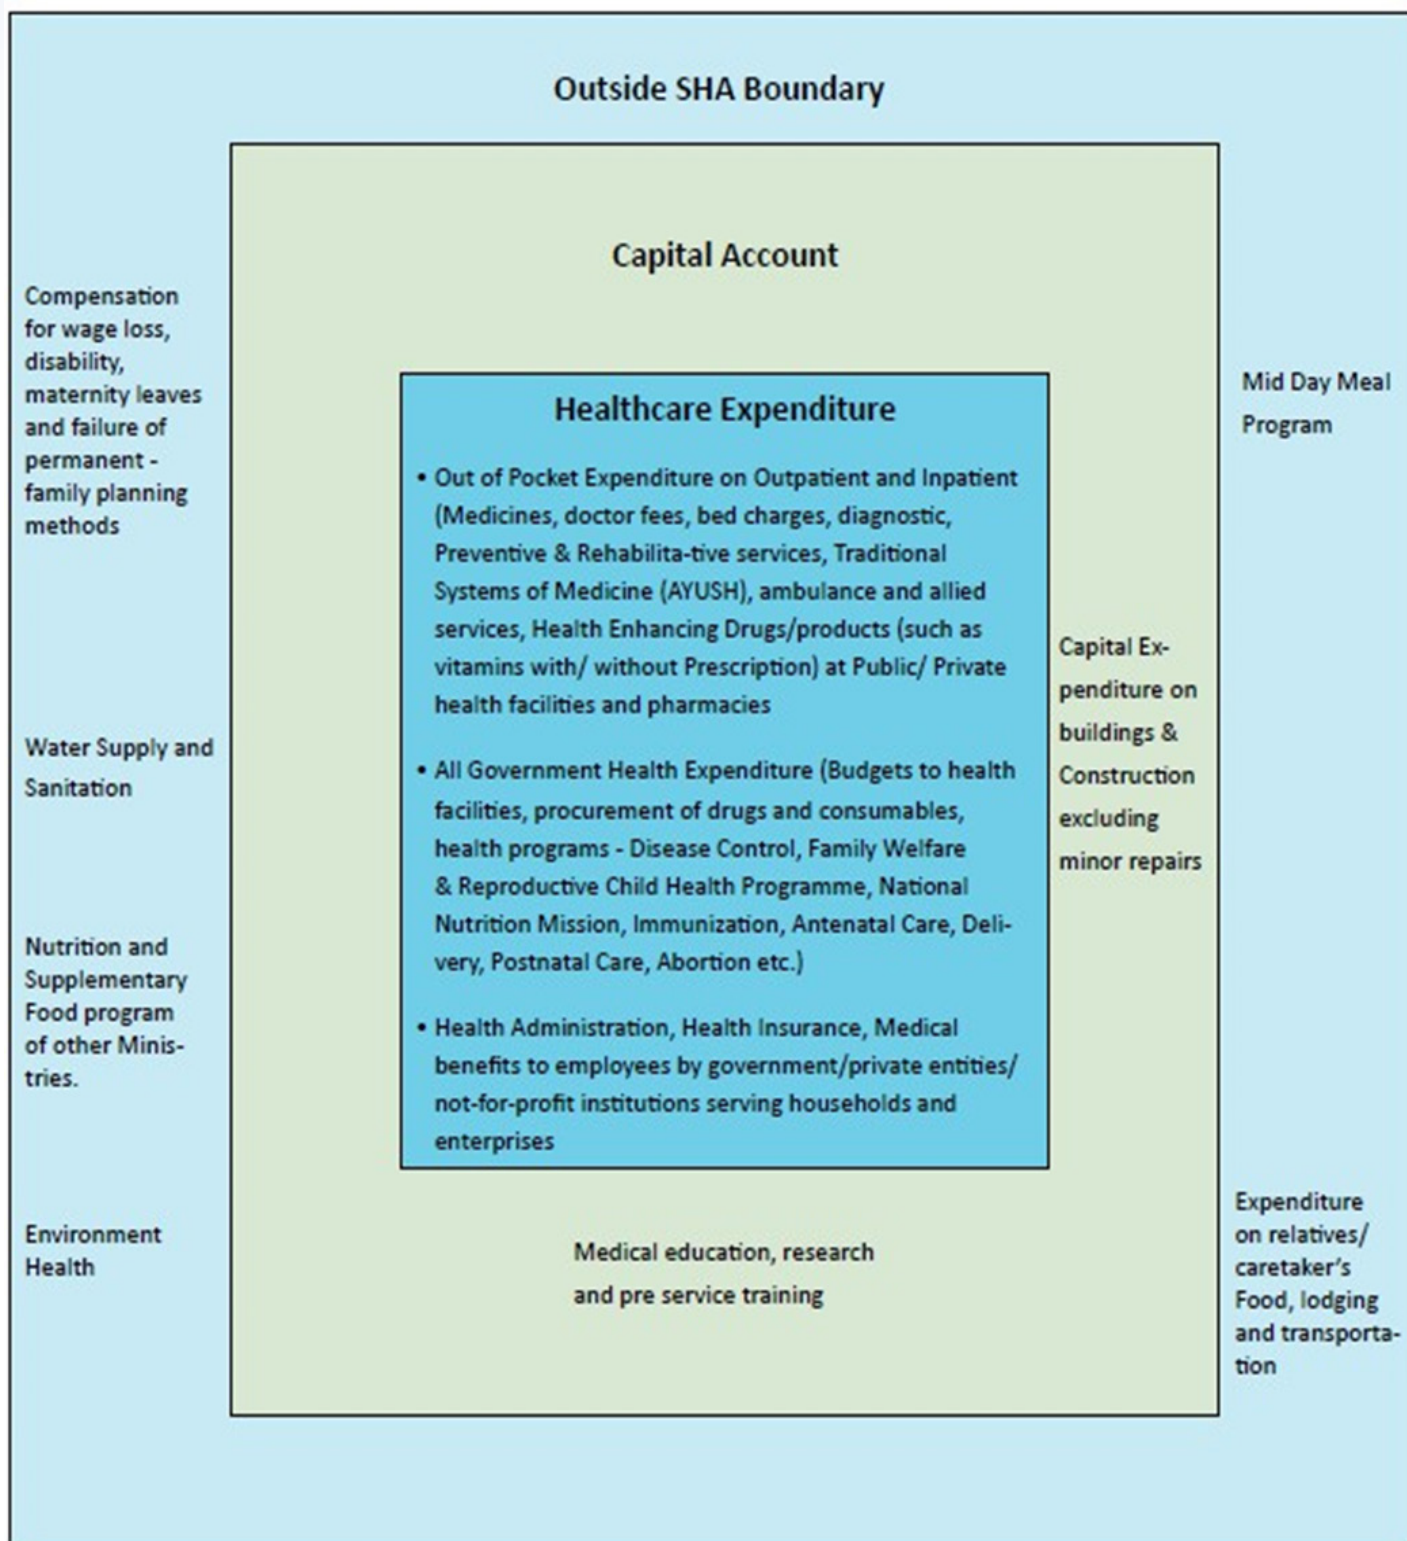 Outside SHA Boundary
Capital Account
Compensation
for wage loss,
disability,
maternity leaves
and failure of
permanent -
family planning
methods
Water Supply and
Sanitation
Nutrition and
Supplementary
Food program
of other Minis-
tries.
Environment
Health
Healthcare Expenditure
• Out of Pocket Expenditure on Outpatient and Inpatient
(Medicines, doctor fees, bed charges, diagnostic,
Preventive & Rehabilita-tive services, Traditional
Systems of Medicine (AYUSH), ambulance and allied
services, Health Enhancing Drugs/products (such as
vitamins with/ without Prescription) at Public/ Private
health facilities and pharmacies
• All Government Health Expenditure (Budgets to health
facilities, procurement of drugs and consumables,
health programs - Disease Control, Family Welfare
& Reproductive Child Health Programme, National
Nutrition Mission, Immunization, Antenatal Care, Deli-
very, Postnatal Care, Abortion etc.)
• Health Administration, Health Insurance, Medical
benefits to employees by government/private entities/
not-for-profit institutions serving households and
enterprises
Capital Ex-
penditure on
buildings &
Construction
excluding
minor repairs
Medical education, research
and pre service training
Mid Day Meal
Program
Expenditure
on relatives/
caretaker's
Food, lodging
and transporta-
tion